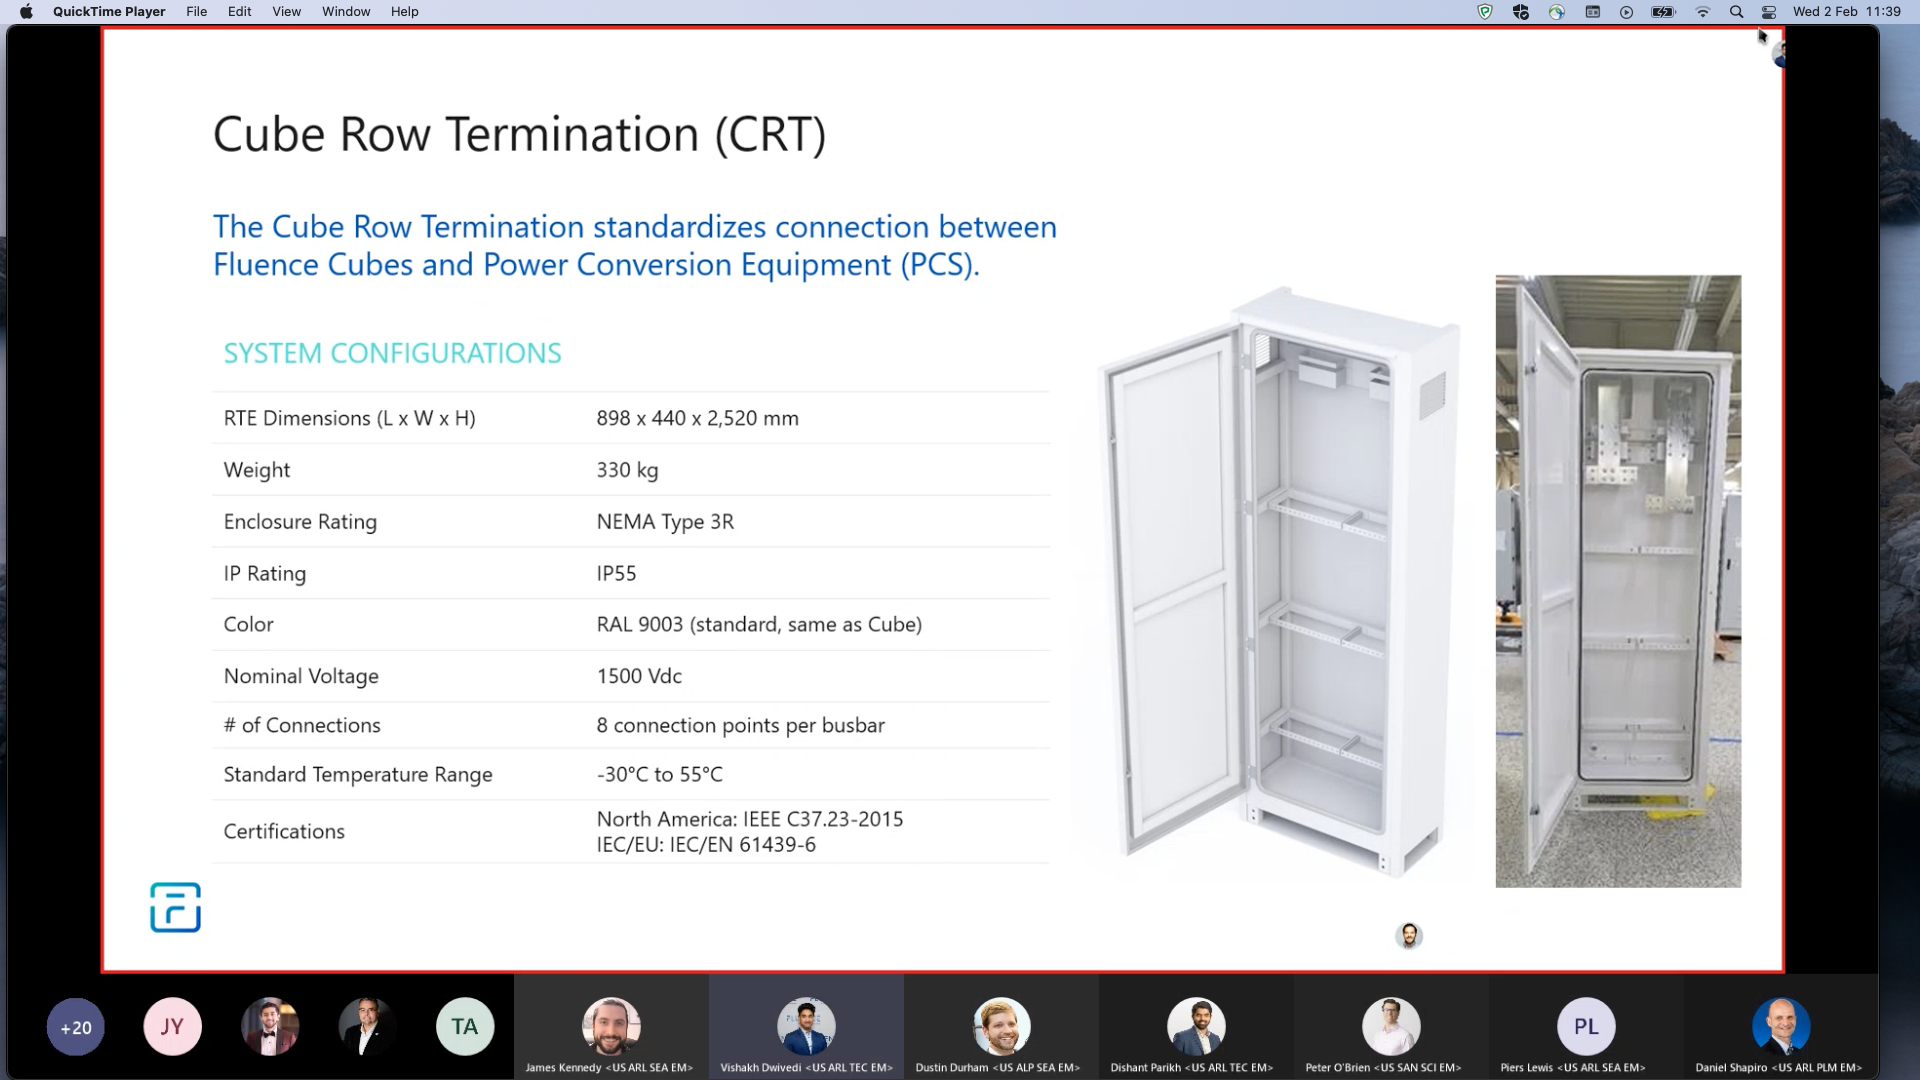 QuickTime Player File Edit View Window Help
Wed 2 Feb 11:39
Cube Row Termination (CRT)
The Cube Row Termination standardizes connection between
Fluence Cubes and Power Conversion Equipment (PCS).
SYSTEM CONFIGURATIONS
RTE Dimensions (L x W x H) 898 x 440 x 2,520 mm
Weight 330 kg
Enclosure Rating NEMA Type 3R
IP Rating IP55
Color RAL 9003 (standard, same as Cube)
Nominal Voltage 1500 Vdc
# of Connections 8 connection points per busbar
Standard Temperature Range -30°C to 55°C
Certifications North America: IEEE C37.23-2015
IEC/EU: IEC/EN 61439-6
+20 JY TA PL
James Kennedy <US ARL SEA EM> Vishakh Dwivedi <US ARL TEC EM> Dustin Durham <US ALP SEA EM> Dishant Parikh <US ARL TEC EM> Peter O'Brien <US SAN SCI EM> Piers Lewis <US ARL SEA EM> Daniel Shapiro <US ARL PLM EM>